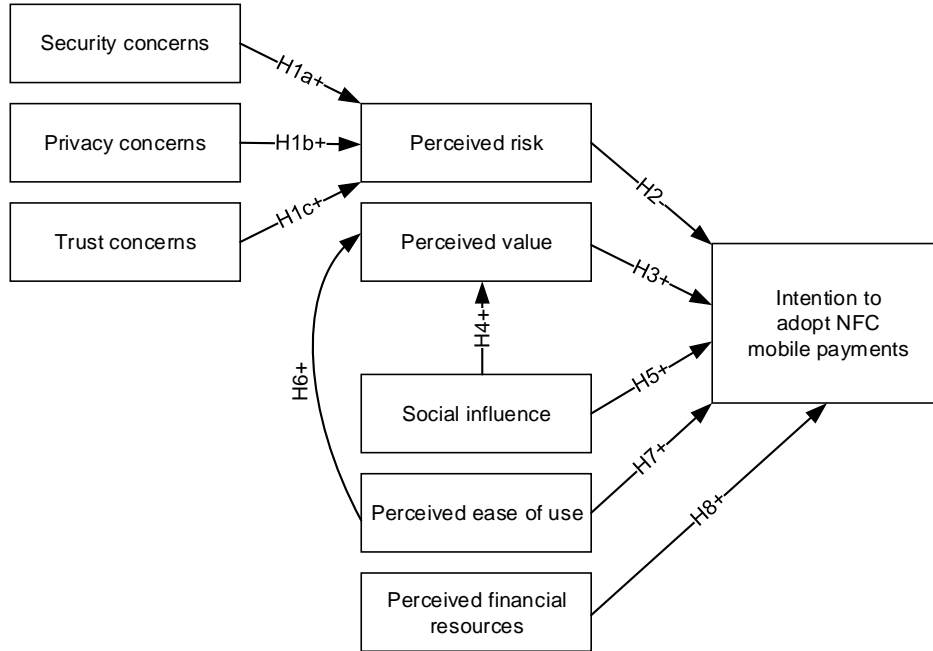 Security concerns
H1a+
Privacy concerns
H1b+
Perceived risk
Trust concerns
H1c+
H2-
Perceived value
H3+
Intention to
adopt NFC
mobile payments
H4+
H6+
Social influence
H5+
Perceived ease of use
H7+
H8+
Perceived financial
resources